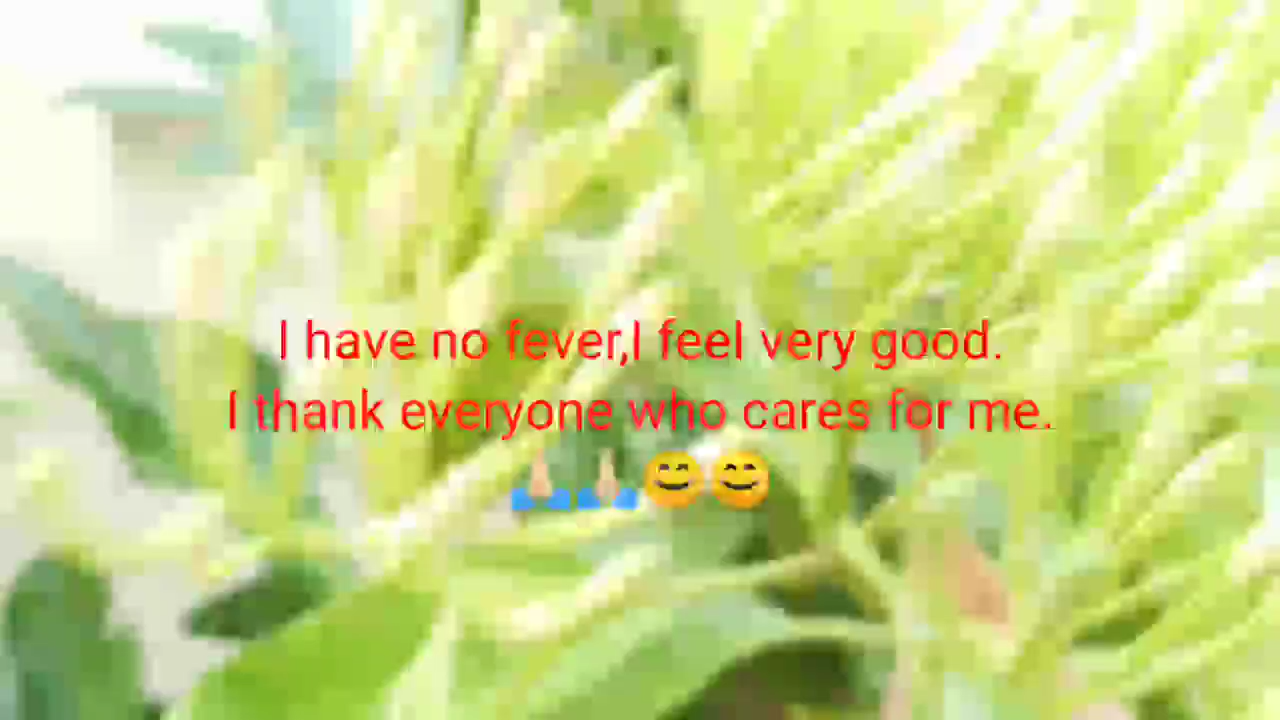 I have no fever,I feel very good.
I thank everyone who cares for me.
🙏🏼🙏🏼😊😊